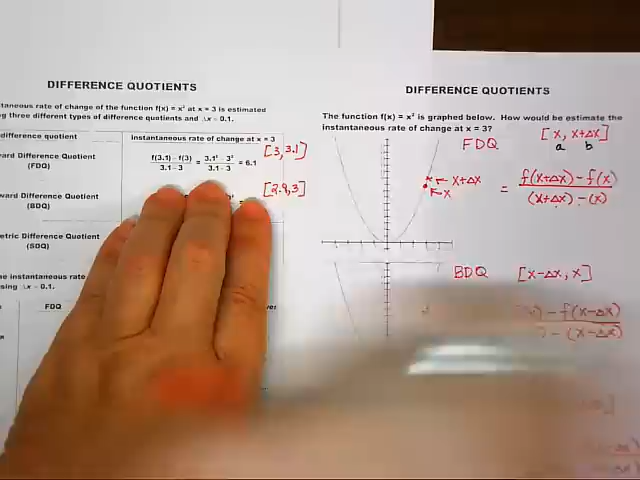 DIFFERENCE QUOTIENTS
taneous rate of change of the function f(x) = x² at x = 3 is estimated
g three different types of difference quotients and \x = 0.1.
difference quotient
Instantaneous rate of change at x = 3
ard Difference Quotient
(FDQ)
f(3.1) – f(3) / 3.1 – 3 = 3.1² – 3² / 3.1 – 3 = 6.1
[3, 3.1]
ward Difference Quotient
(BDQ)
[2.9, 3]
etric Difference Quotient
(SDQ)
he instantaneous rate of
sing \x = 0.1.
FDQ
DIFFERENCE QUOTIENTS
The function f(x) = x² is graphed below. How would be estimate the
instantaneous rate of change at x = 3?
FDQ
[x, x+Δx]
a b
x+Δx
x
= f(x+Δx) – f(x) / (x+Δx) – (x)
BDQ
[x–Δx, x]
– f(x–Δx)
– (x–Δx)